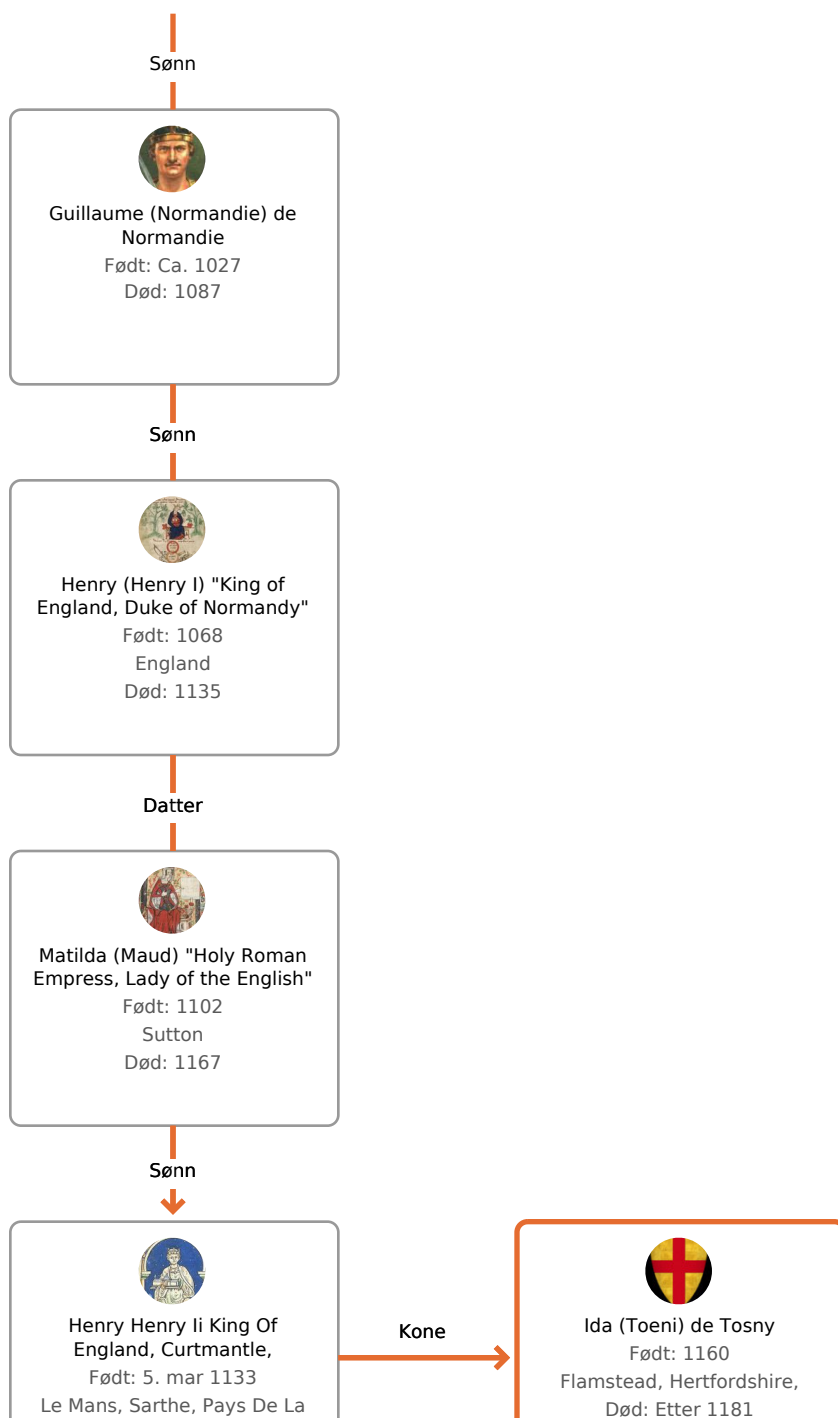 Sønn
Guillaume (Normandie) de
Normandie
Født: Ca. 1027
Død: 1087
Sønn
Henry (Henry I) "King of
England, Duke of Normandy"
Født: 1068
England
Død: 1135
Datter
Matilda (Maud) "Holy Roman
Empress, Lady of the English"
Født: 1102
Sutton
Død: 1167
Sønn
Henry Henry Ii King Of
England, Curtmantle,
Født: 5. mar 1133
Le Mans, Sarthe, Pays De La
Kone
Ida (Toeni) de Tosny
Født: 1160
Flamstead, Hertfordshire,
Død: Etter 1181